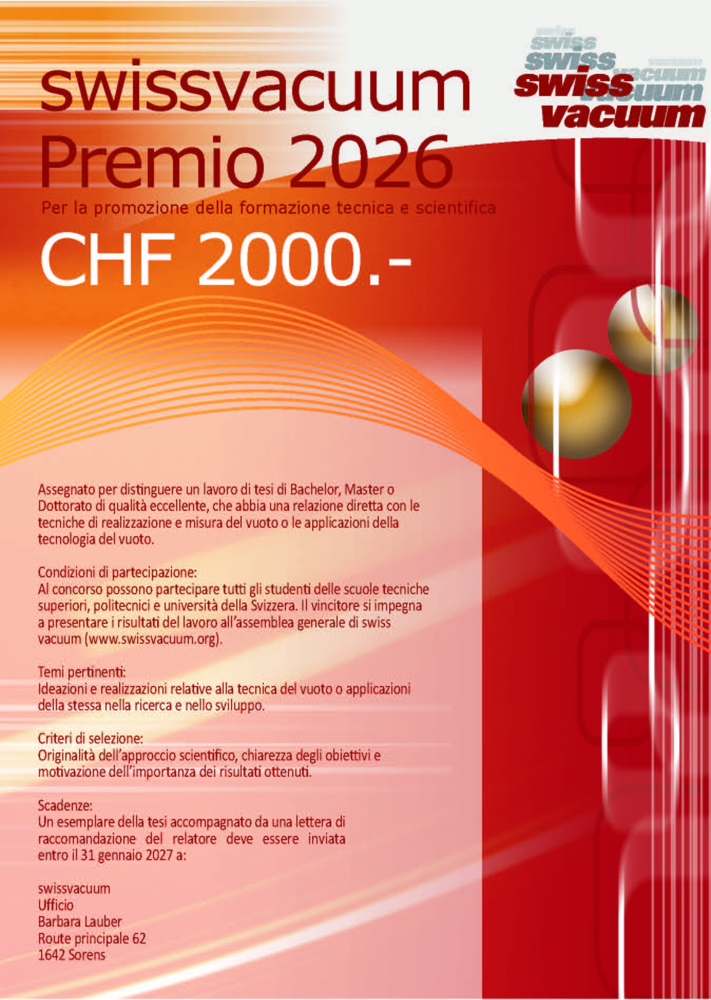 swiss
swiss
swiss
swiss
vacuum
vacuum
vacuum
vacuum
swissvacuum
Premio 2026
Per la promozione della formazione tecnica e scientifica
CHF 2000.-
Assegnato per distinguere un lavoro di tesi di Bachelor, Master o
Dottorato di qualità eccellente, che abbia una relazione diretta con le
tecniche di realizzazione e misura del vuoto o le applicazioni della
tecnologia del vuoto.
Condizioni di partecipazione:
Al concorso possono partecipare tutti gli studenti delle scuole tecniche
superiori, politecnici e università della Svizzera. Il vincitore si impegna
a presentare i risultati del lavoro all’assemblea generale di swiss
vacuum (www.swissvacuum.org).
Temi pertinenti:
Ideazioni e realizzazioni relative alla tecnica del vuoto o applicazioni
della stessa nella ricerca e nello sviluppo.
Criteri di selezione:
Originalità dell’approccio scientifico, chiarezza degli obiettivi e
motivazione dell’importanza dei risultati ottenuti.
Scadenze:
Un esemplare della tesi accompagnato da una lettera di
raccomandazione del relatore deve essere inviata
entro il 31 gennaio 2027 a:
swissvacuum
Ufficio
Barbara Lauber
Route principale 62
1642 Sorens